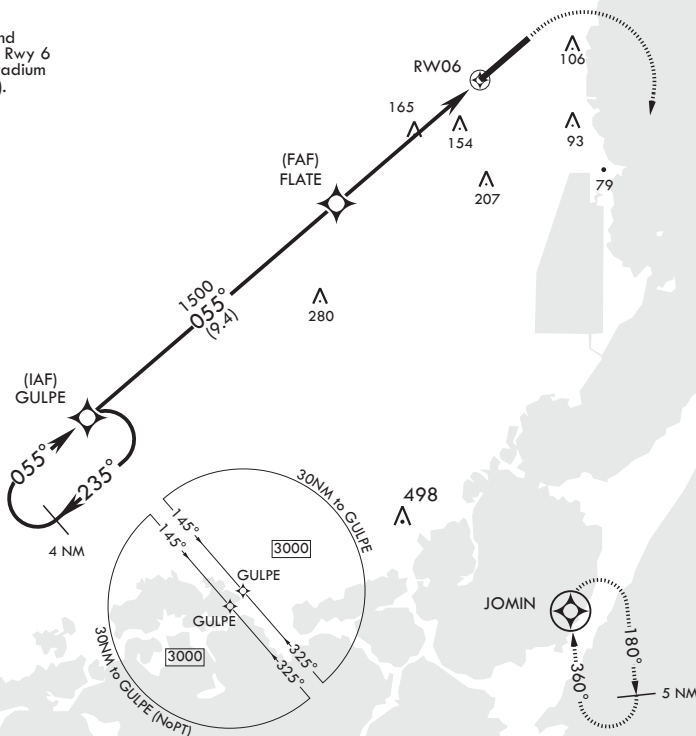 nd
Rwy 6
adium
).
106
RW06
165
154
93
(FAF)
FLATE
207
79
1500
055°
(9.4)
280
(IAF)
GULPE
055°
235°
4 NM
30NM to GULPE
145°
145°
3000
498
GULPE
GULPE
JOMIN
3000
325°
325°
30NM to GULPE (NoPT)
180°
360°
5 NM